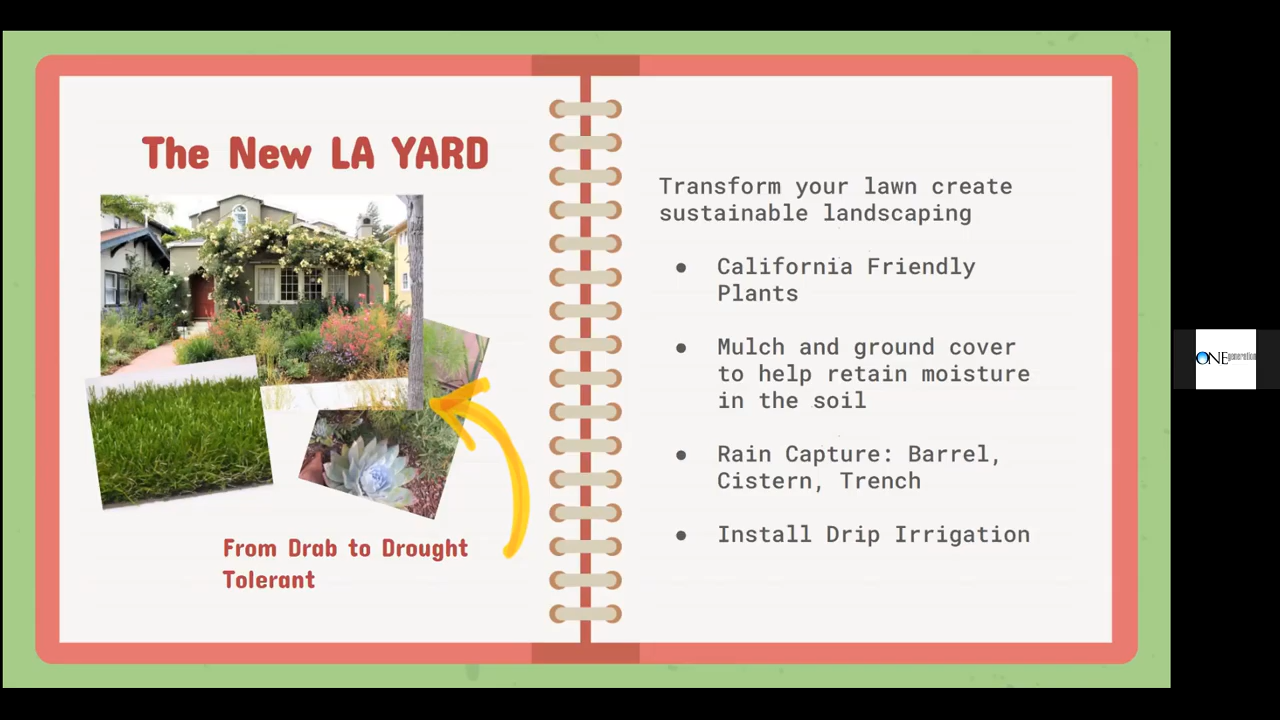 The New LA YARD
From Drab to Drought
Tolerant
Transform your lawn create
sustainable landscaping
● California Friendly
Plants
● Mulch and ground cover
to help retain moisture
in the soil
● Rain Capture: Barrel,
Cistern, Trench
● Install Drip Irrigation
ONEgeneration